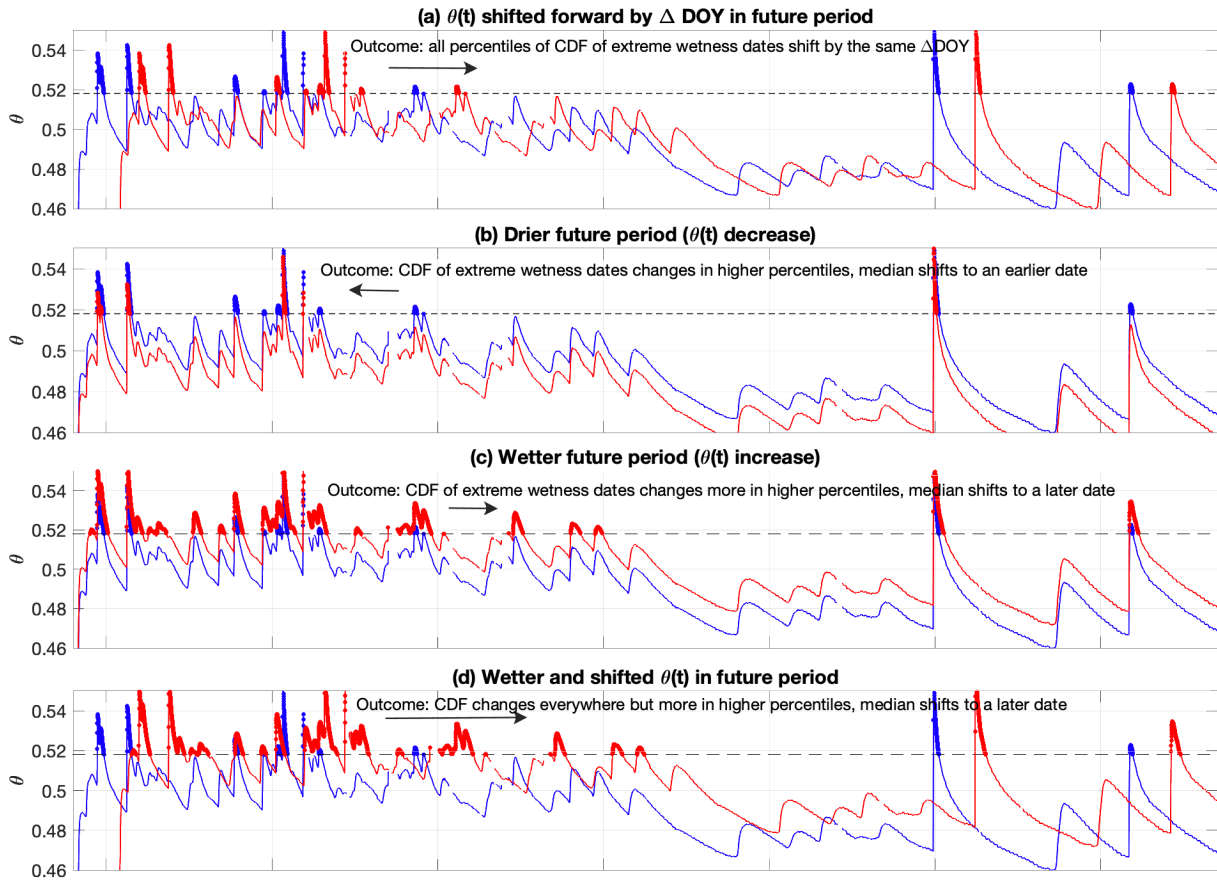 (a) θ(t) shifted forward by Δ DOY in future period
Outcome: all percentiles of CDF of extreme wetness dates shift by the same ΔDOY
0.54
0.52
0.5
0.48
0.46
θ
(b) Drier future period (θ(t) decrease)
Outcome: CDF of extreme wetness dates changes in higher percentiles, median shifts to an earlier date
0.54
0.52
0.5
0.48
0.46
θ
(c) Wetter future period (θ(t) increase)
Outcome: CDF of extreme wetness dates changes more in higher percentiles, median shifts to a later date
0.54
0.52
0.5
0.48
0.46
θ
(d) Wetter and shifted θ(t) in future period
Outcome: CDF changes everywhere but more in higher percentiles, median shifts to a later date
0.54
0.52
0.5
0.48
0.46
θ